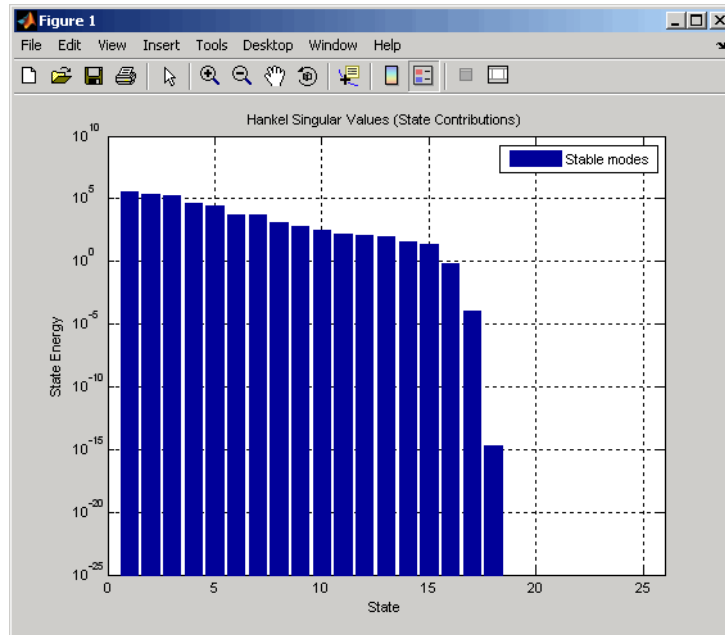 Figure 1
File Edit View Insert Tools Desktop Window Help
Hankel Singular Values (State Contributions)
Stable modes
State Energy
10^10
10^5
10^0
10^-5
10^-10
10^-15
10^-20
10^-25
0 5 10 15 20 25
State